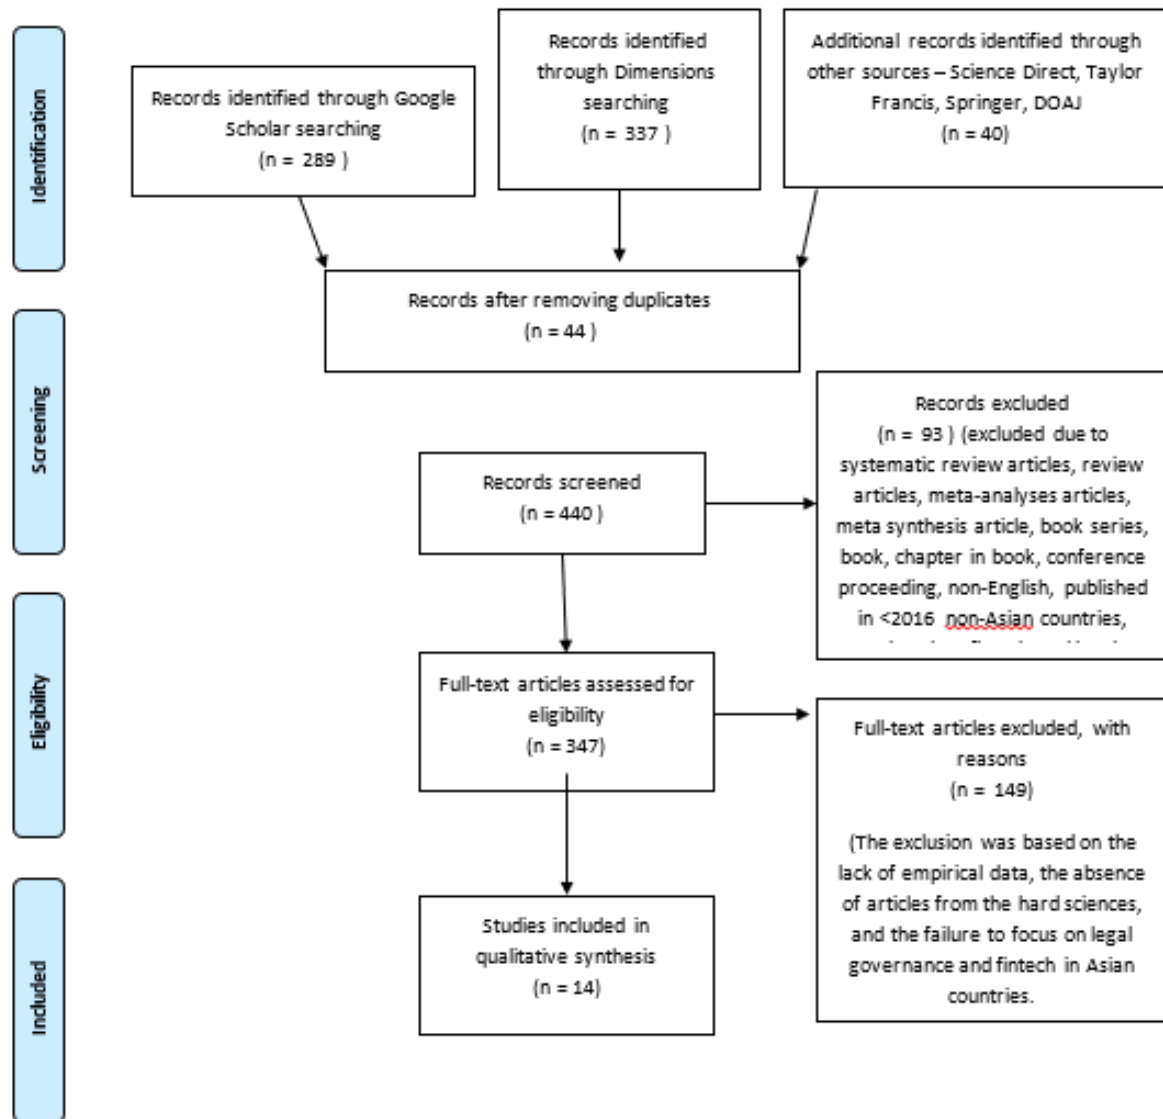 Identification
Records identified through Google
Scholar searching
(n = 289 )
Records identified
through Dimensions
searching
(n = 337 )
Additional records identified through
other sources – Science Direct, Taylor
Francis, Springer, DOAJ
(n = 40)
Records after removing duplicates
(n = 44 )
Screening
Records screened
(n = 440 )
Records excluded
(n = 93 ) (excluded due to
systematic review articles, review
articles, meta-analyses articles,
meta synthesis article, book series,
book, chapter in book, conference
proceeding, non-English, published
in <2016 non-Asian countries,
Eligibility
Full-text articles assessed for
eligibility
(n = 347)
Full-text articles excluded, with
reasons
(n = 149)
(The exclusion was based on the
lack of empirical data, the absence
of articles from the hard sciences,
and the failure to focus on legal
governance and fintech in Asian
countries.
Included
Studies included in
qualitative synthesis
(n = 14)